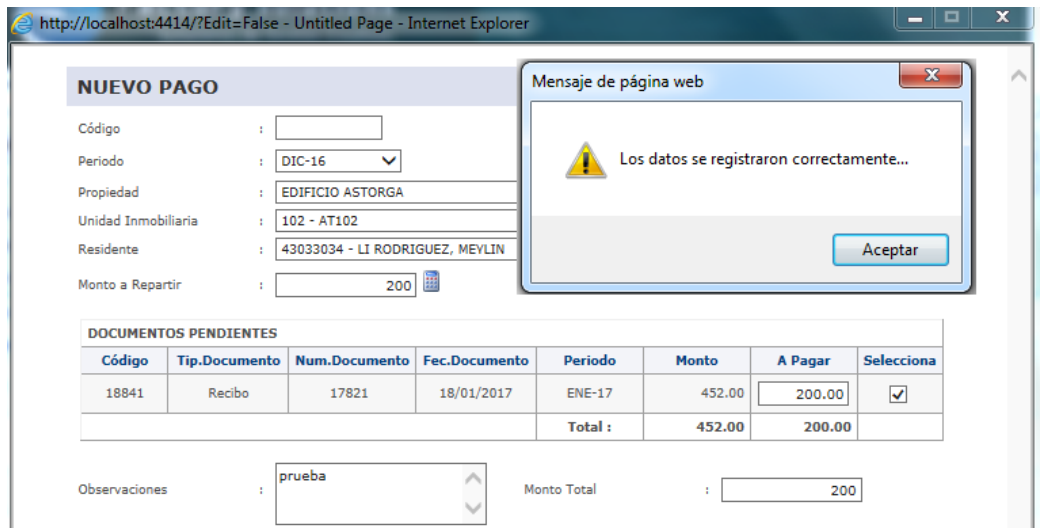 http://localhost:4414/?Edit=False - Untitled Page - Internet Explorer
NUEVO PAGO
Mensaje de página web
Los datos se registraron correctamente...
Aceptar
Código :
Periodo : DIC-16
Propiedad : EDIFICIO ASTORGA
Unidad Inmobiliaria : 102 - AT102
Residente : 43033034 - LI RODRIGUEZ, MEYLIN
Monto a Repartir : 200
DOCUMENTOS PENDIENTES
Código Tip.Documento Num.Documento Fec.Documento Periodo Monto A Pagar Selecciona
18841 Recibo 17821 18/01/2017 ENE-17 452.00 200.00
Total : 452.00 200.00
Observaciones : prueba Monto Total : 200